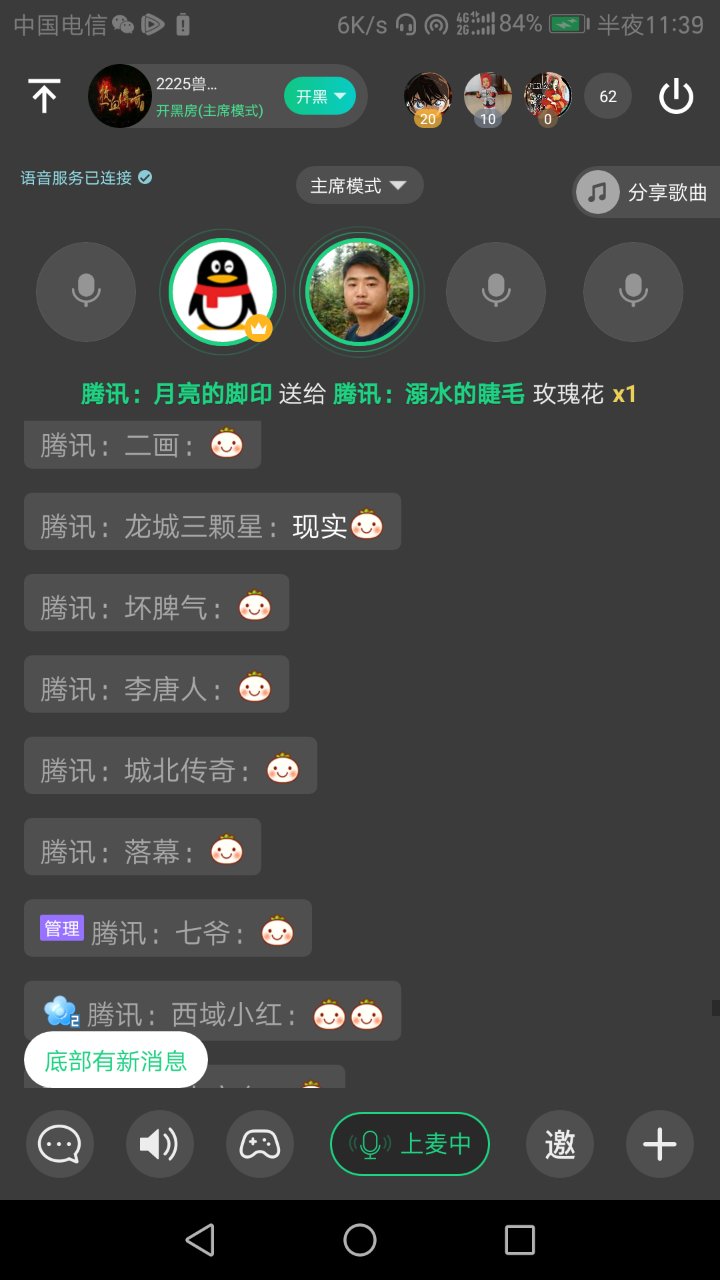 中国电信 6K/s 4G 2G 84% 半夜11:39
2225兽...
开黑房(主席模式)
开黑
20 10 0 62
语音服务已连接
主席模式
分享歌曲
腾讯：月亮的脚印 送给 腾讯：溺水的睫毛 玫瑰花 x1
腾讯：二画：
腾讯：龙城三颗星：现实
腾讯：坏脾气：
腾讯：李唐人：
腾讯：城北传奇：
腾讯：落幕：
管理 腾讯：七爷：
2 腾讯：西域小红：
底部有新消息
上麦中 邀